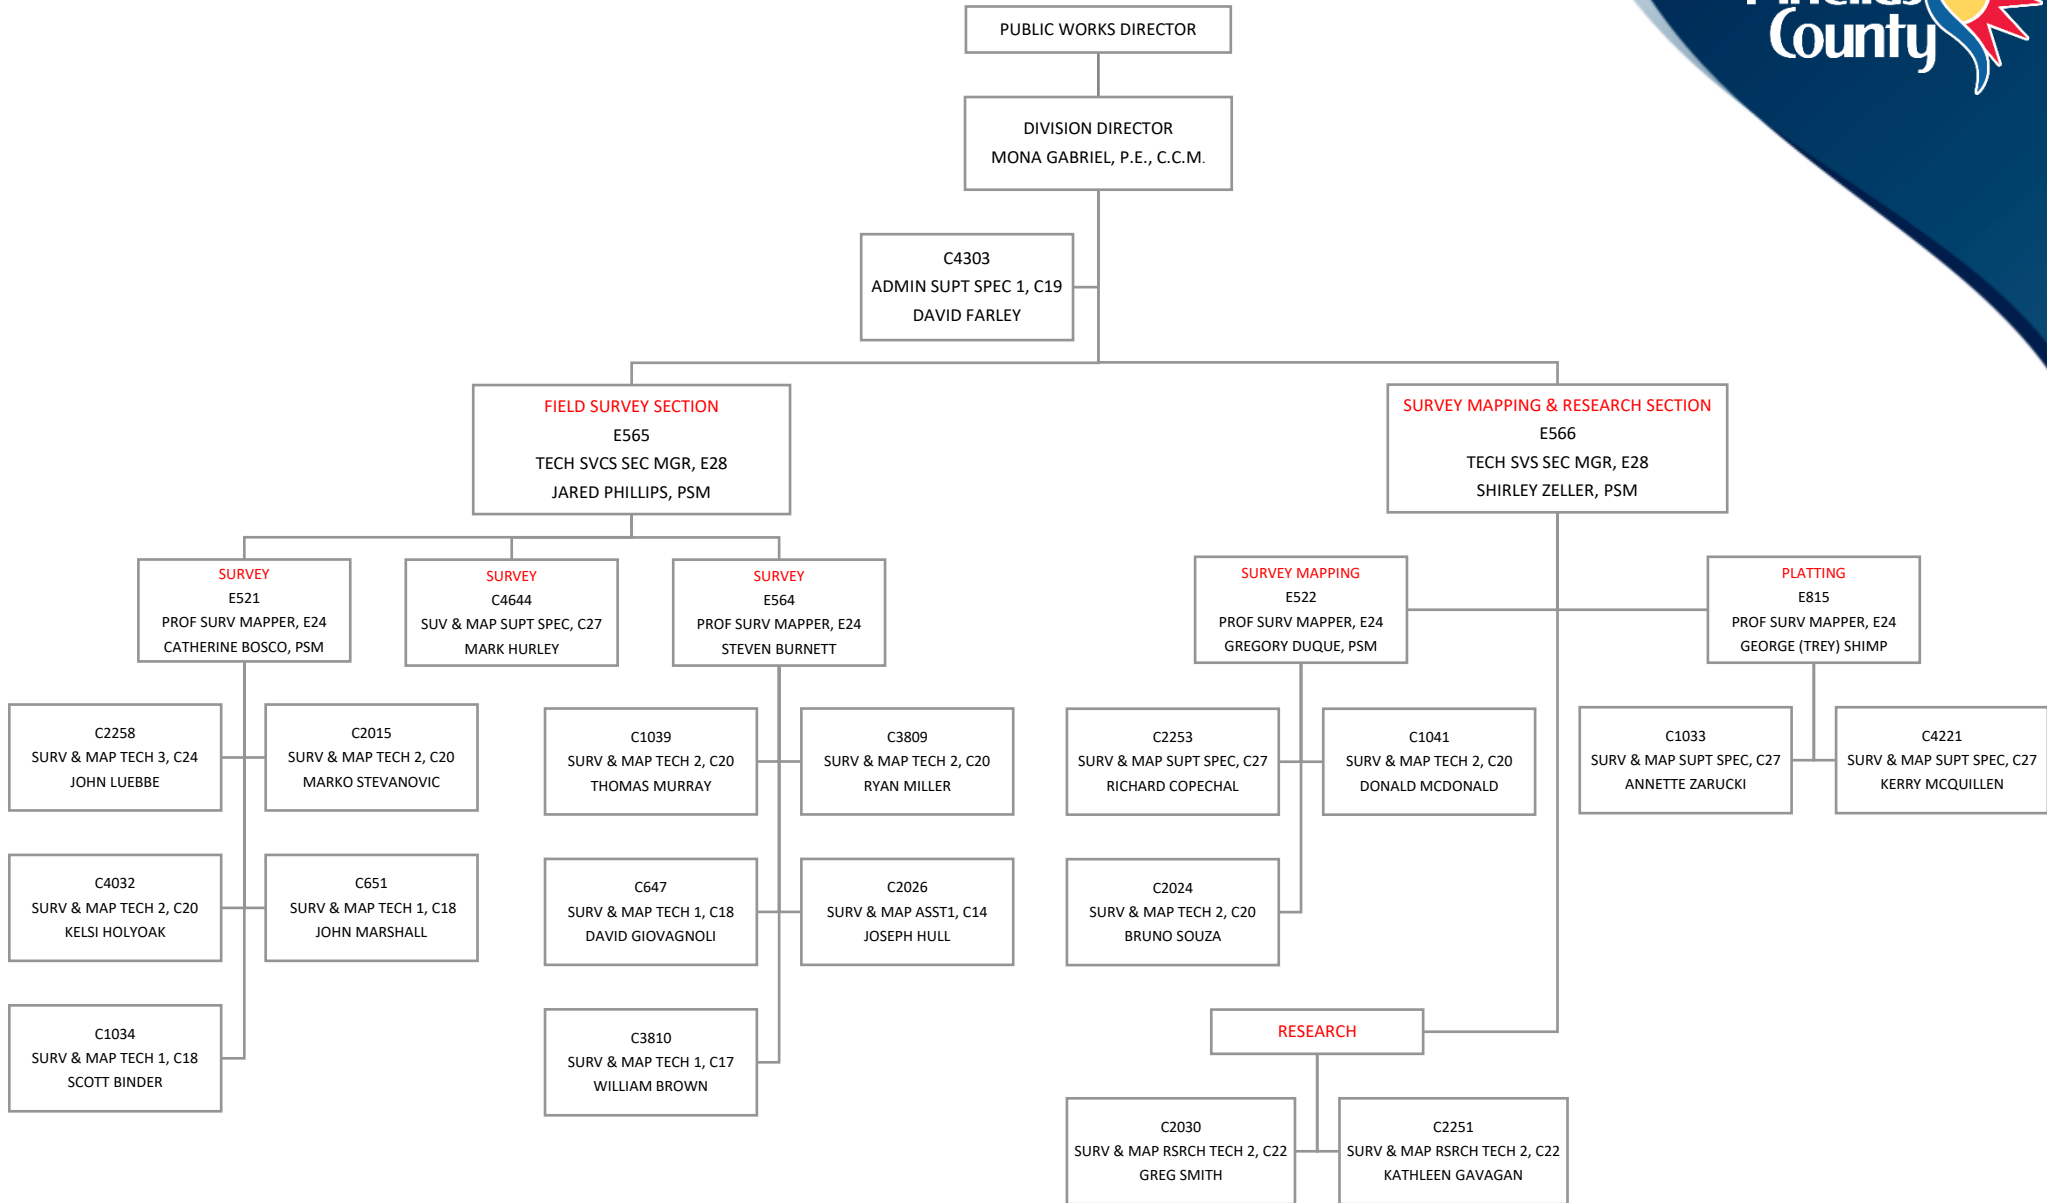 County
PUBLIC WORKS DIRECTOR
DIVISION DIRECTOR
MONA GABRIEL, P.E., C.C.M.
C4303
ADMIN SUPT SPEC 1, C19
DAVID FARLEY
FIELD SURVEY SECTION
E565
TECH SVCS SEC MGR, E28
JARED PHILLIPS, PSM
SURVEY MAPPING & RESEARCH SECTION
E566
TECH SVS SEC MGR, E28
SHIRLEY ZELLER, PSM
SURVEY
E521
PROF SURV MAPPER, E24
CATHERINE BOSCO, PSM
SURVEY
C4644
SUV & MAP SUPT SPEC, C27
MARK HURLEY
SURVEY
E564
PROF SURV MAPPER, E24
STEVEN BURNETT
SURVEY MAPPING
E522
PROF SURV MAPPER, E24
GREGORY DUQUE, PSM
PLATTING
E815
PROF SURV MAPPER, E24
GEORGE (TREY) SHIMP
C2258
SURV & MAP TECH 3, C24
JOHN LUEBBE
C2015
SURV & MAP TECH 2, C20
MARKO STEVANOVIC
C1039
SURV & MAP TECH 2, C20
THOMAS MURRAY
C3809
SURV & MAP TECH 2, C20
RYAN MILLER
C2253
SURV & MAP SUPT SPEC, C27
RICHARD COPECHAL
C1041
SURV & MAP TECH 2, C20
DONALD MCDONALD
C1033
SURV & MAP SUPT SPEC, C27
ANNETTE ZARUCKI
C4221
SURV & MAP SUPT SPEC, C27
KERRY MCQUILLEN
C4032
SURV & MAP TECH 2, C20
KELSI HOLYOAK
C651
SURV & MAP TECH 1, C18
JOHN MARSHALL
C647
SURV & MAP TECH 1, C18
DAVID GIOVAGNOLI
C2026
SURV & MAP ASST1, C14
JOSEPH HULL
C2024
SURV & MAP TECH 2, C20
BRUNO SOUZA
C1034
SURV & MAP TECH 1, C18
SCOTT BINDER
C3810
SURV & MAP TECH 1, C17
WILLIAM BROWN
RESEARCH
C2030
SURV & MAP RSRCH TECH 2, C22
GREG SMITH
C2251
SURV & MAP RSRCH TECH 2, C22
KATHLEEN GAVAGAN